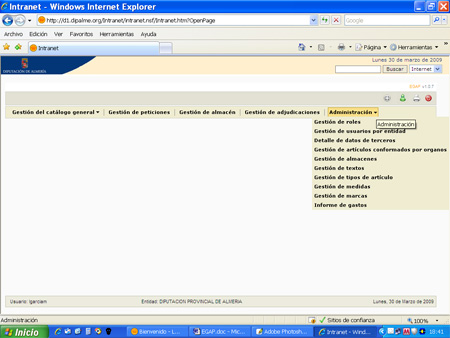 Intranet - Windows Internet Explorer
http://d1.dipalme.org/Intranet/intranet.nsf/Intranet.htm?OpenPage
Google
Archivo Edición Ver Favoritos Herramientas Ayuda
Intranet
Página Herramientas
Lunes 30 de marzo de 2009
DIPUTACIÓN DE ALMERÍA
Buscar Internet
Gestión del catálogo general Gestión de peticiones Gestión de almacén Gestión de adjudicaciones Administración
Gestión de roles
Administración
Gestión de usuarios por entidad
Detalle de datos de terceros
Gestión de artículos conformados por organos
Gestión de almacenes
Gestión de textos
Gestión de tipos de artículo
Gestión de medidas
Gestión de marcas
Informe de gastos
Usuario: igarciam Entidad: DIPUTACION PROVINCIAL DE ALMERIA Lunes, 30 de Marzo de 2009
Administración Sitios de confianza 100%
Inicio Bienvenido - L... EGAP.doc - Mic... Adobe Photosh... Intranet - Wind... 18:41